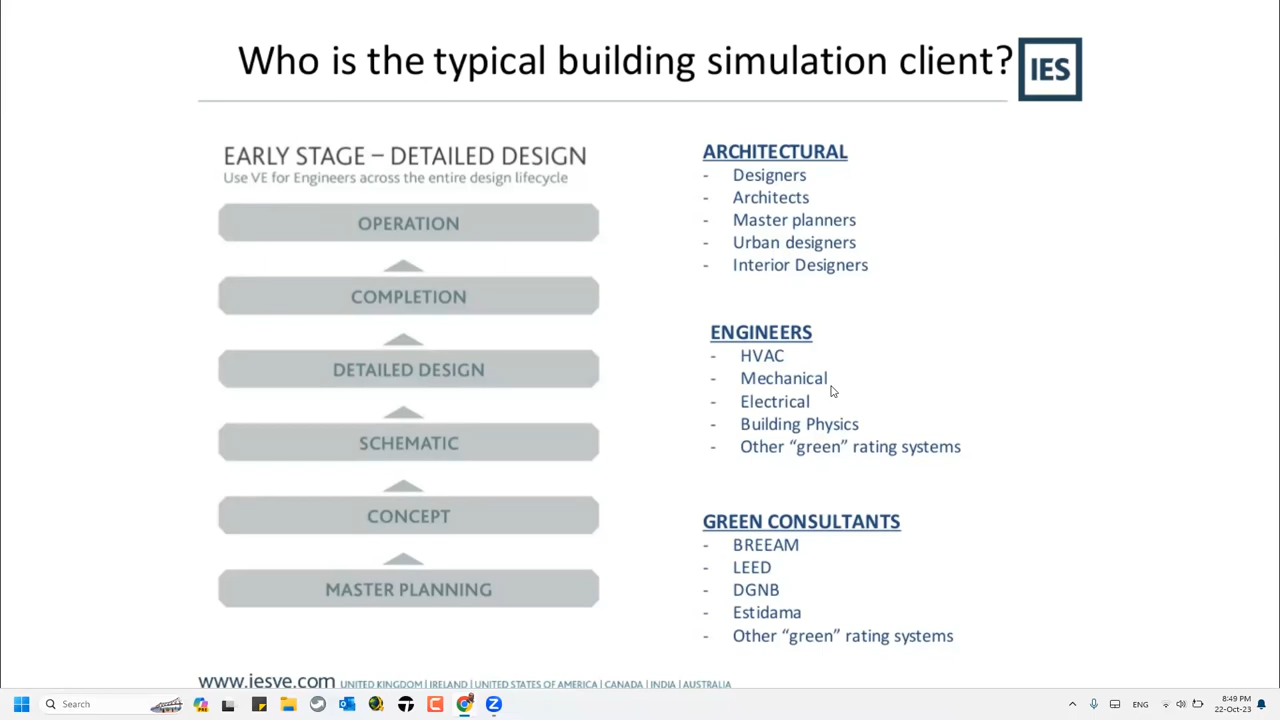 Who is the typical building simulation client?
IES
EARLY STAGE – DETAILED DESIGN
Use VE for Engineers across the entire design lifecycle
OPERATION
COMPLETION
DETAILED DESIGN
SCHEMATIC
CONCEPT
MASTER PLANNING
ARCHITECTURAL
- Designers
- Architects
- Master planners
- Urban designers
- Interior Designers
ENGINEERS
- HVAC
- Mechanical
- Electrical
- Building Physics
- Other “green” rating systems
GREEN CONSULTANTS
- BREEAM
- LEED
- DGNB
- Estidama
- Other “green” rating systems
www.iesve.com UNITED KINGDOM | IRELAND | UNITED STATES OF AMERICA | CANADA | INDIA | AUSTRALIA
Search
ENG
8:49 PM
22-Oct-23